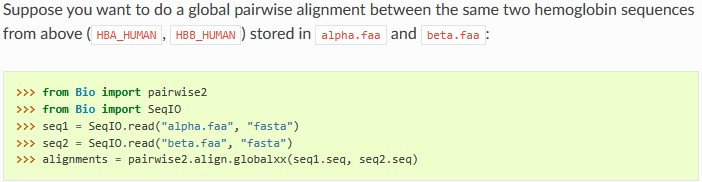 Suppose you want to do a global pairwise alignment between the same two hemoglobin sequences
from above ( HBA_HUMAN , HBB_HUMAN ) stored in alpha.faa and beta.faa :
>>> from Bio import pairwise2
>>> from Bio import SeqIO
>>> seq1 = SeqIO.read("alpha.faa", "fasta")
>>> seq2 = SeqIO.read("beta.faa", "fasta")
>>> alignments = pairwise2.align.globalxx(seq1.seq, seq2.seq)